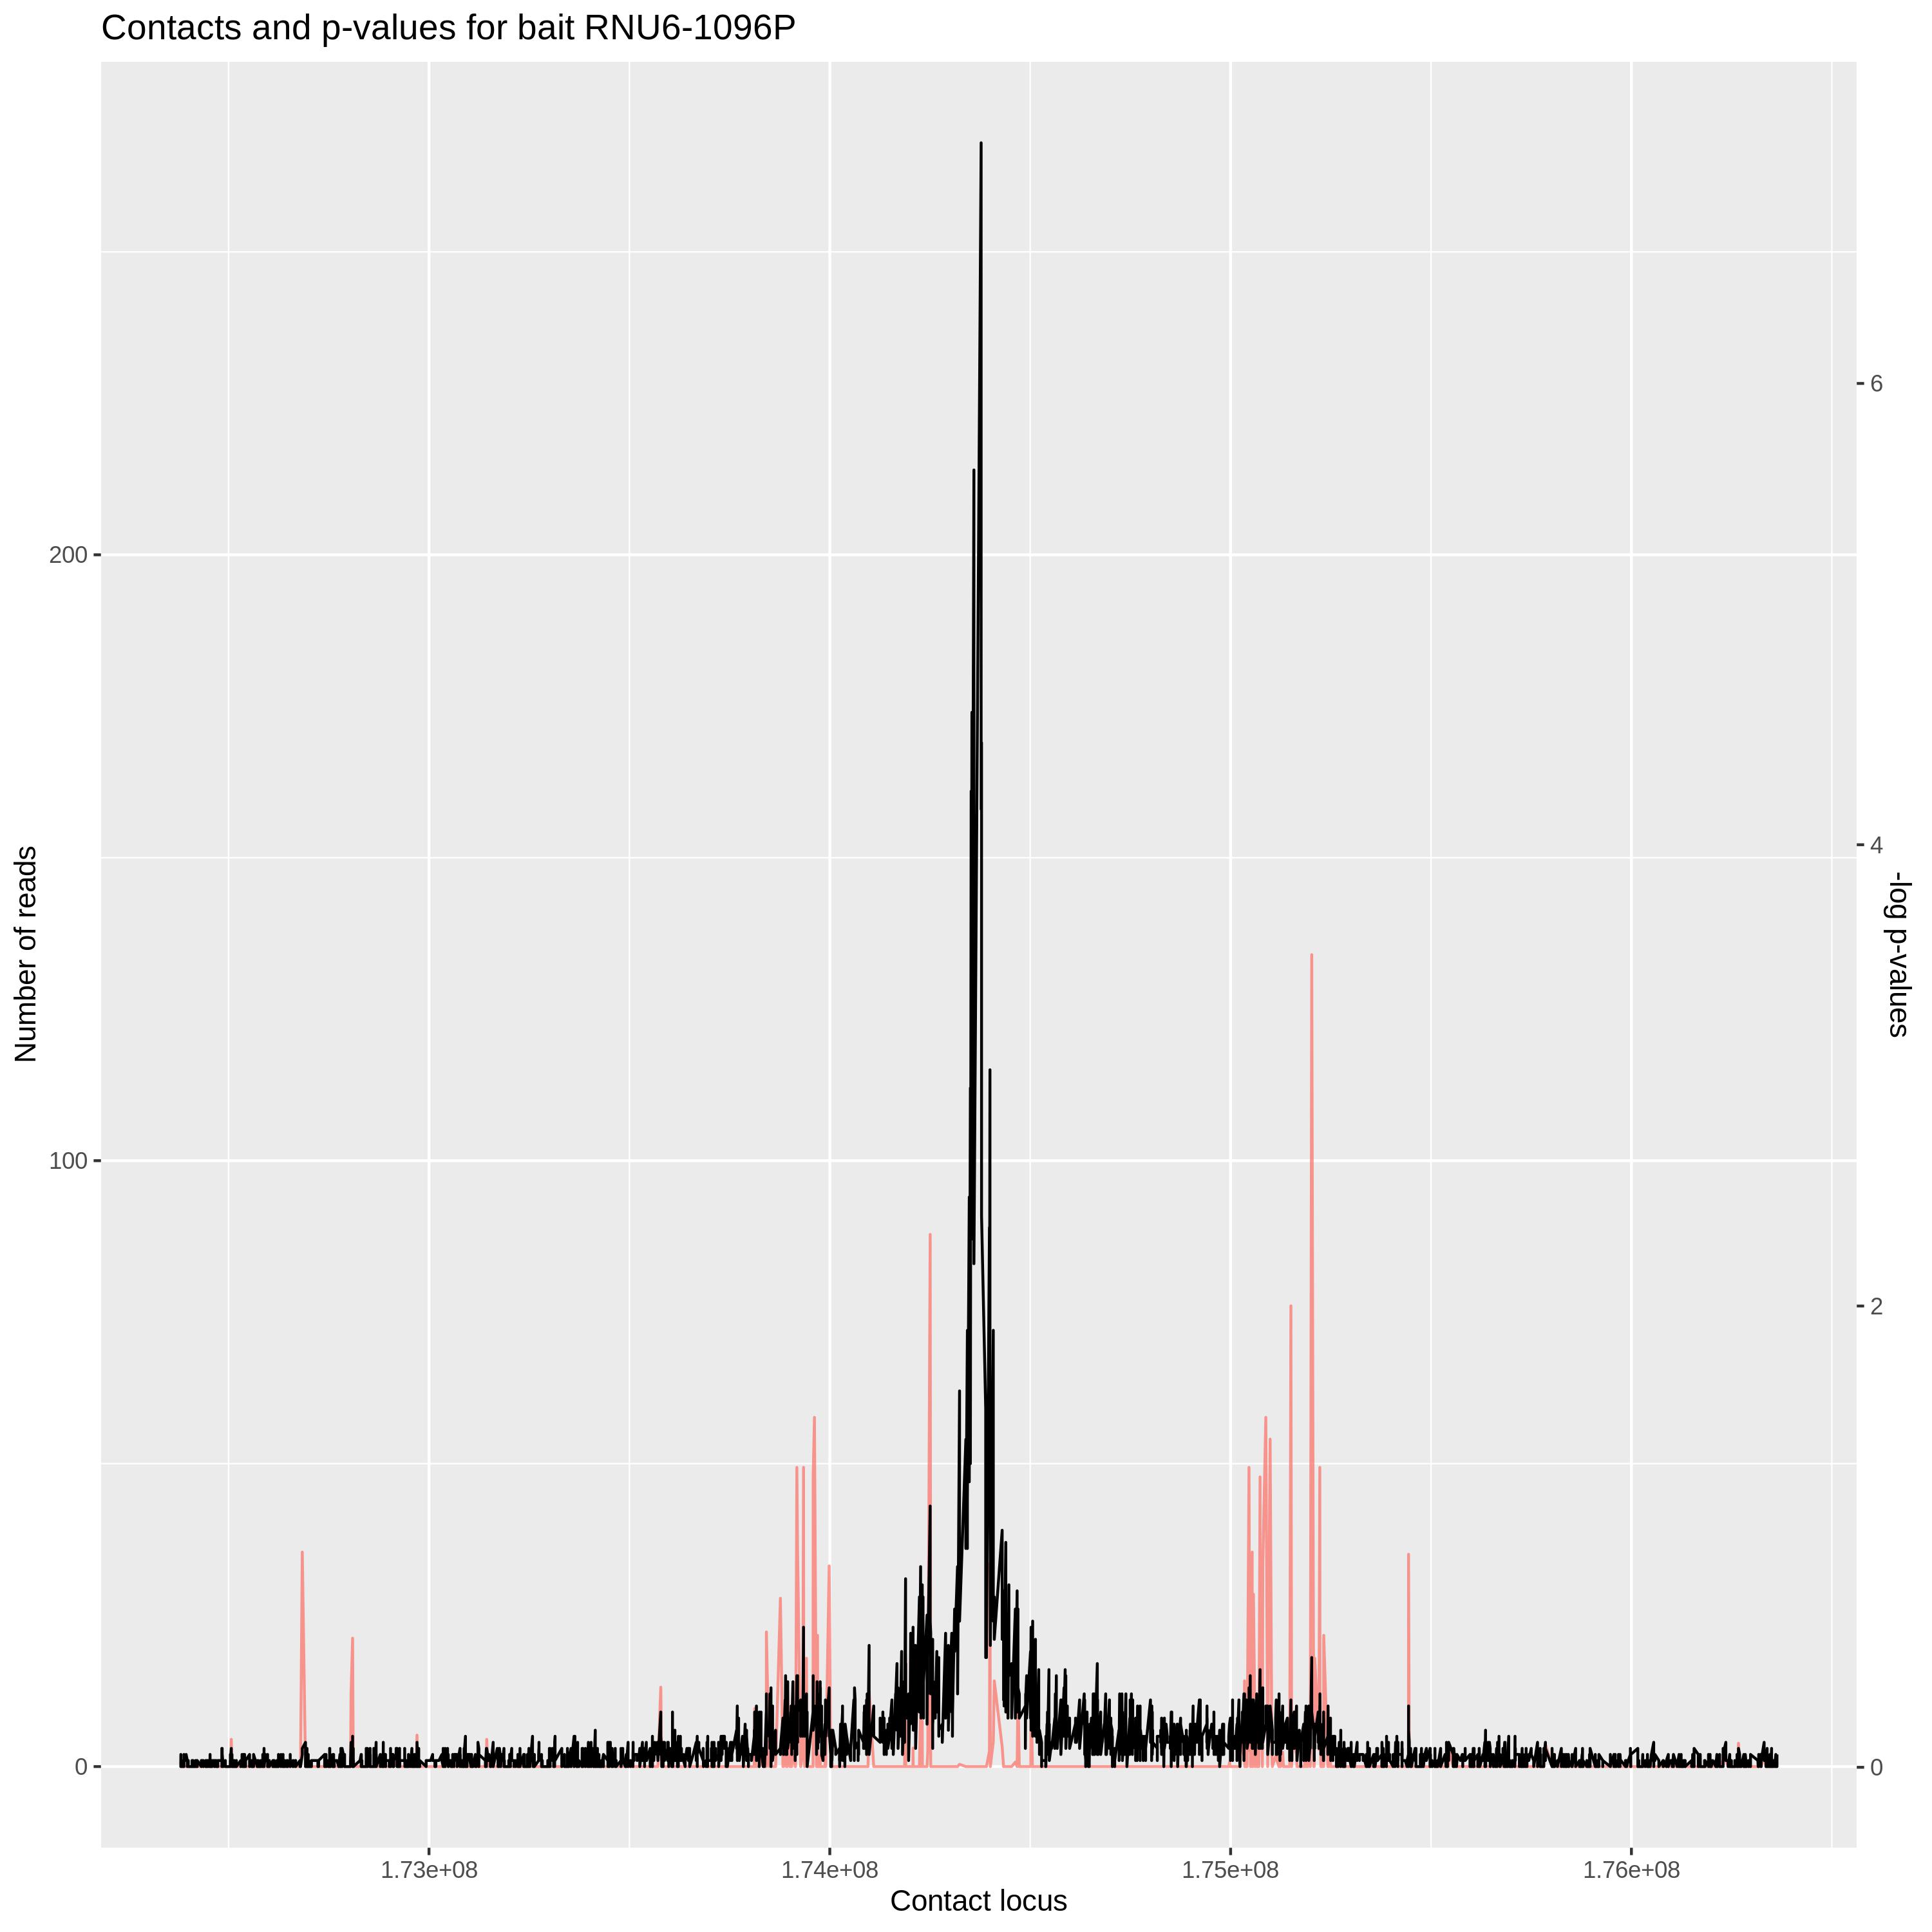 Contacts and p-values for bait RNU6-1096P
Number of reads
200
100
0
6
4
2
0
-log p-values
1.73e+08
1.74e+08
1.75e+08
1.76e+08
Contact locus